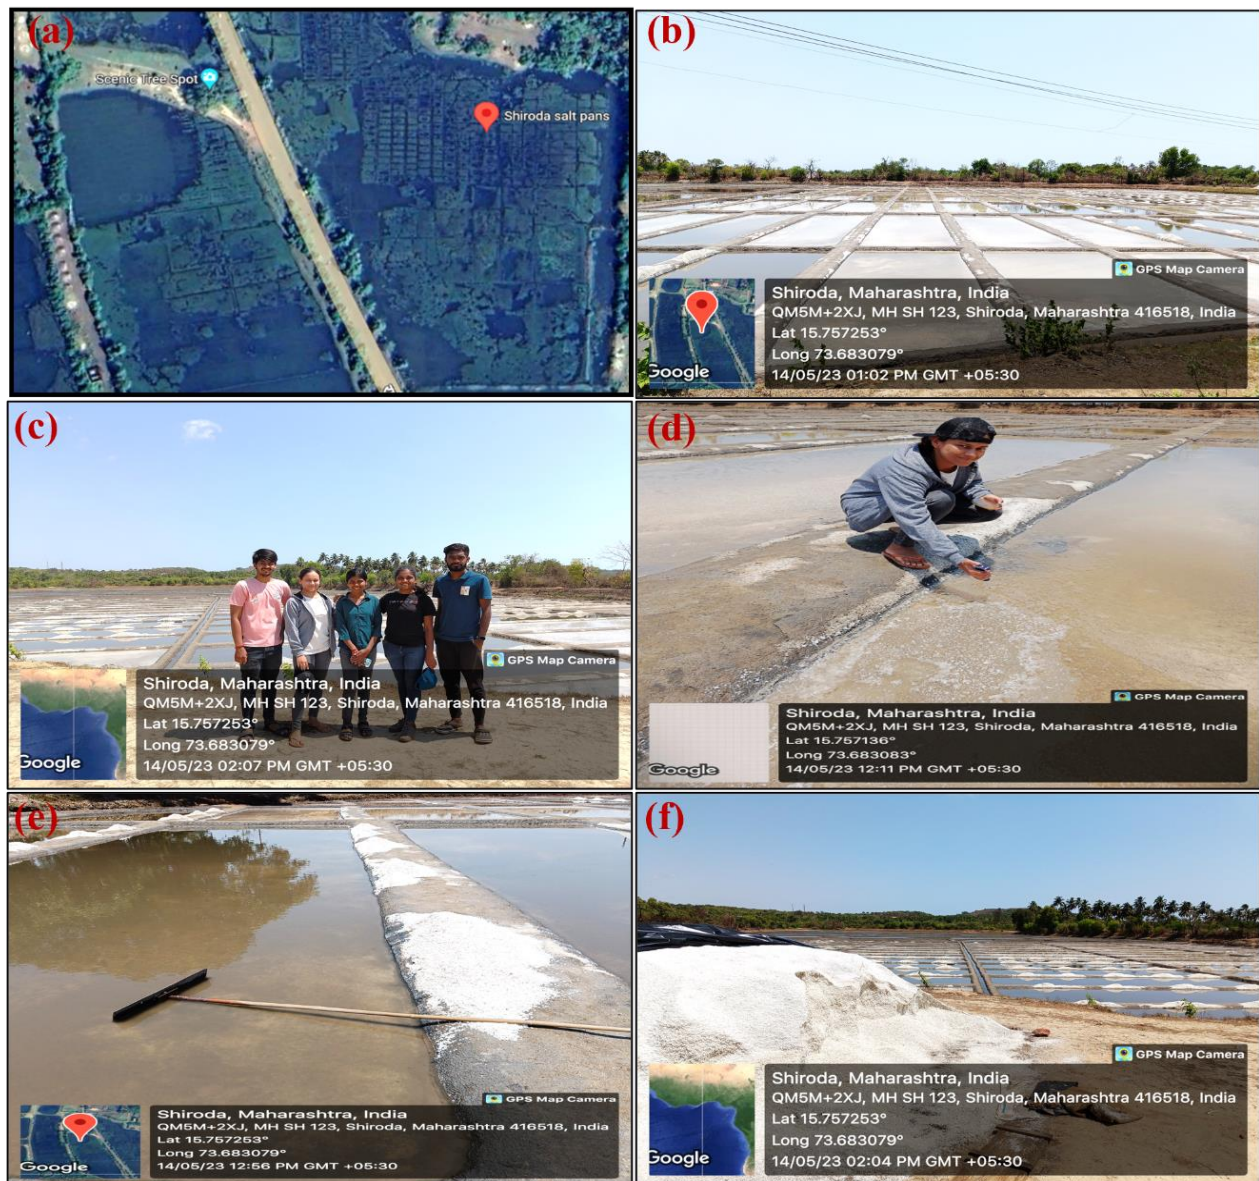 (a)
Scenic Tree Spot
Shiroda salt pans
(b)
GPS Map Camera
Shiroda, Maharashtra, India
QM5M+2XJ, MH SH 123, Shiroda, Maharashtra 416518, India
Lat 15.757253°
Long 73.683079°
14/05/23 01:02 PM GMT +05:30
Google
(c)
GPS Map Camera
Shiroda, Maharashtra, India
QM5M+2XJ, MH SH 123, Shiroda, Maharashtra 416518, India
Lat 15.757253°
Long 73.683079°
14/05/23 02:07 PM GMT +05:30
Google
(d)
GPS Map Camera
Shiroda, Maharashtra, India
QM5M+2XJ, MH SH 123, Shiroda, Maharashtra 416518, India
Lat 15.757136°
Long 73.683083°
14/05/23 12:11 PM GMT +05:30
Google
(e)
GPS Map Camera
Shiroda, Maharashtra, India
QM5M+2XJ, MH SH 123, Shiroda, Maharashtra 416518, India
Lat 15.757253°
Long 73.683079°
14/05/23 12:56 PM GMT +05:30
Google
(f)
GPS Map Camera
Shiroda, Maharashtra, India
QM5M+2XJ, MH SH 123, Shiroda, Maharashtra 416518, India
Lat 15.757253°
Long 73.683079°
14/05/23 02:04 PM GMT +05:30
Google